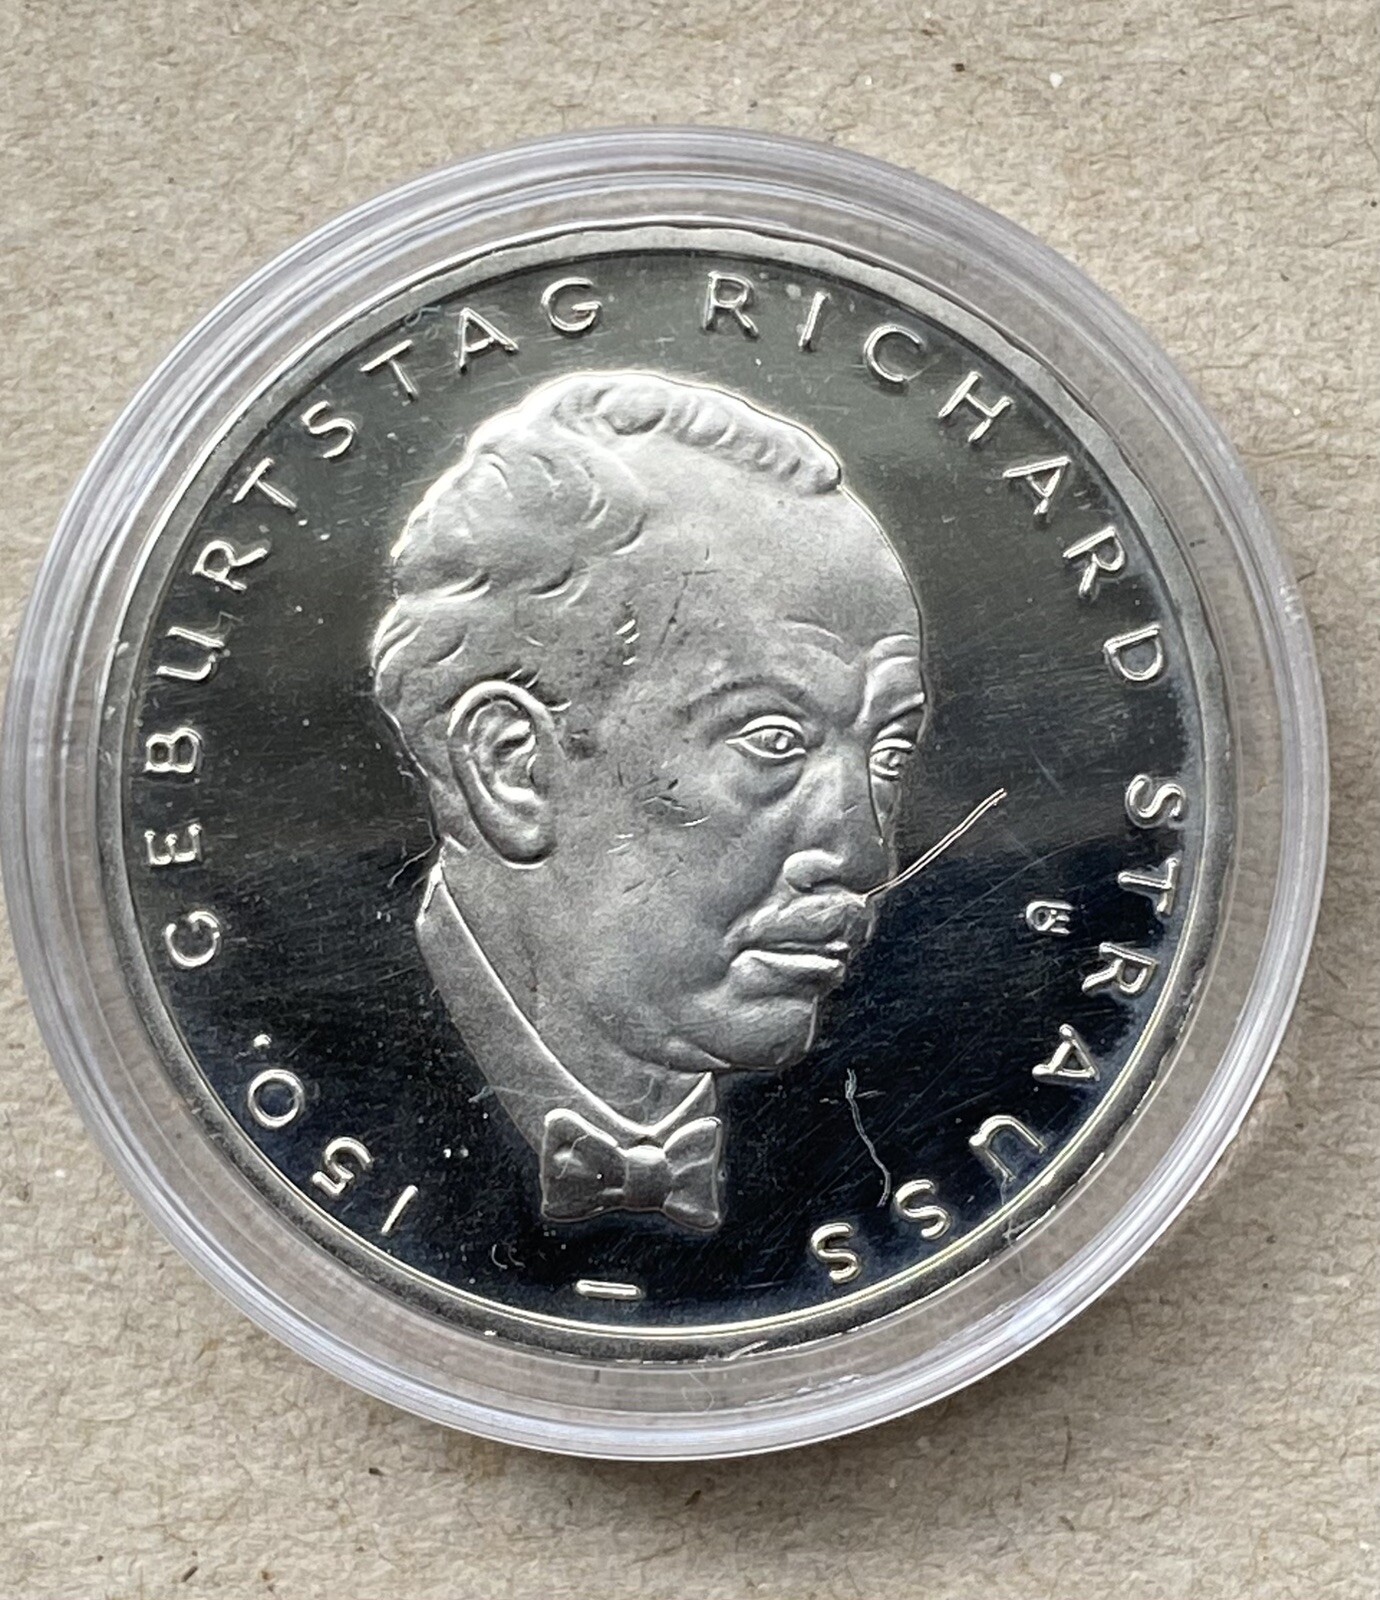 150. GEBURTSTAG RICHARD STRAUSS –